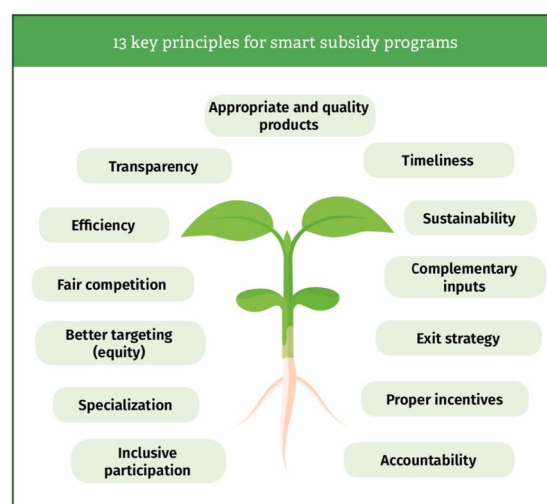 13 key principles for smart subsidy programs
Appropriate and quality
products
Transparency
Timeliness
Efficiency
Sustainability
Fair competition
Complementary
inputs
Better targeting
(equity)
Exit strategy
Specialization
Proper incentives
Inclusive
participation
Accountability